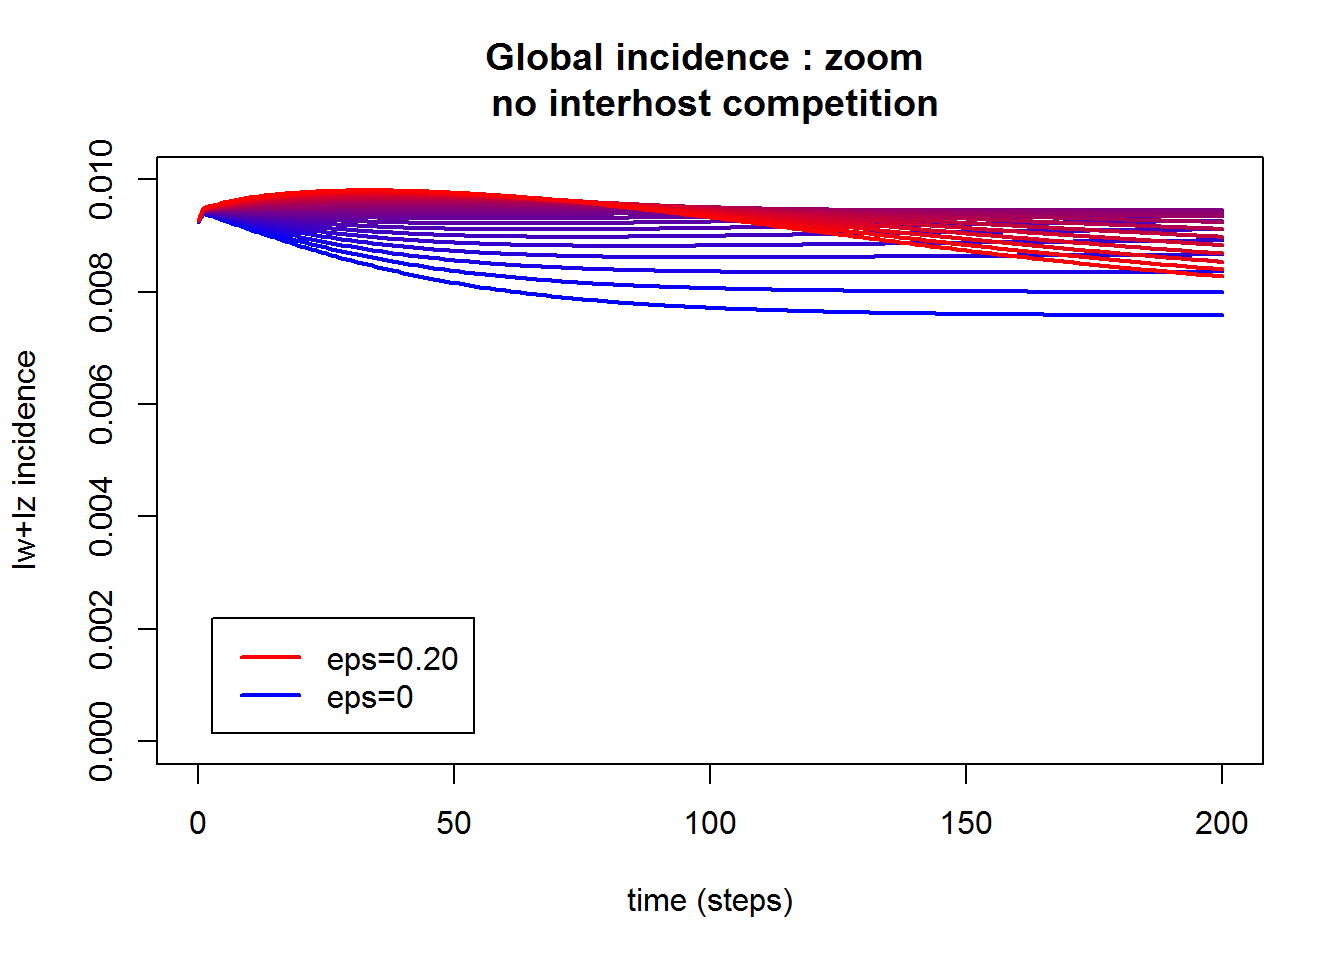 Global incidence : zoom
no interhost competition
Iw+Iz incidence
0.010
0.008
0.006
0.004
0.002
0.000
eps=0.20
eps=0
0
50
100
150
200
time (steps)